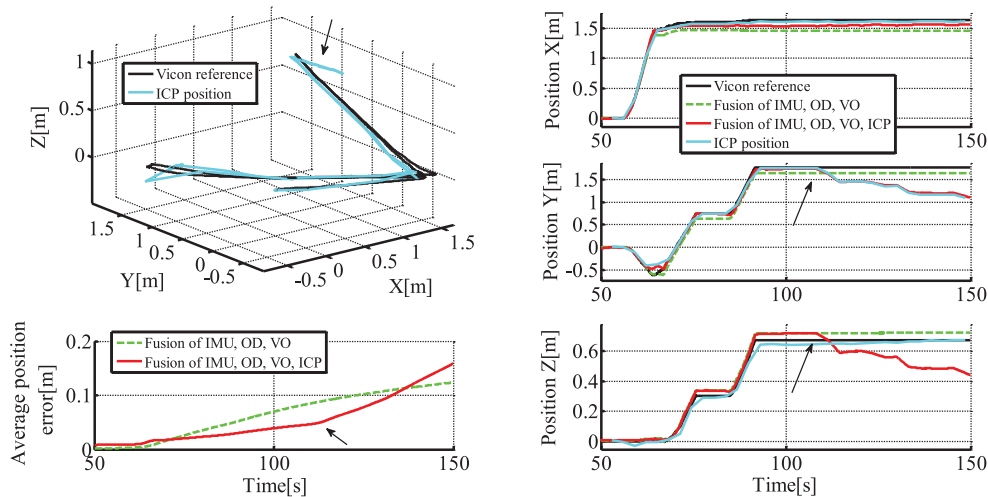 Z[m]
1
0.5
0
Vicon reference
ICP position
1.5
1
0.5
0
-0.5
Y[m]
-0.5
0
0.5
1
1.5
X[m]
Average position
error[m]
0.2
0.1
0
Fusion of IMU, OD, VO
Fusion of IMU, OD, VO, ICP
50
100
150
Time[s]
Position X[m]
1.5
1
0.5
0
50
100
150
Vicon reference
Fusion of IMU, OD, VO
Fusion of IMU, OD, VO, ICP
ICP position
Position Y[m]
1.5
1
0.5
0
-0.5
50
100
150
Position Z[m]
0.6
0.4
0.2
0
50
100
150
Time[s]